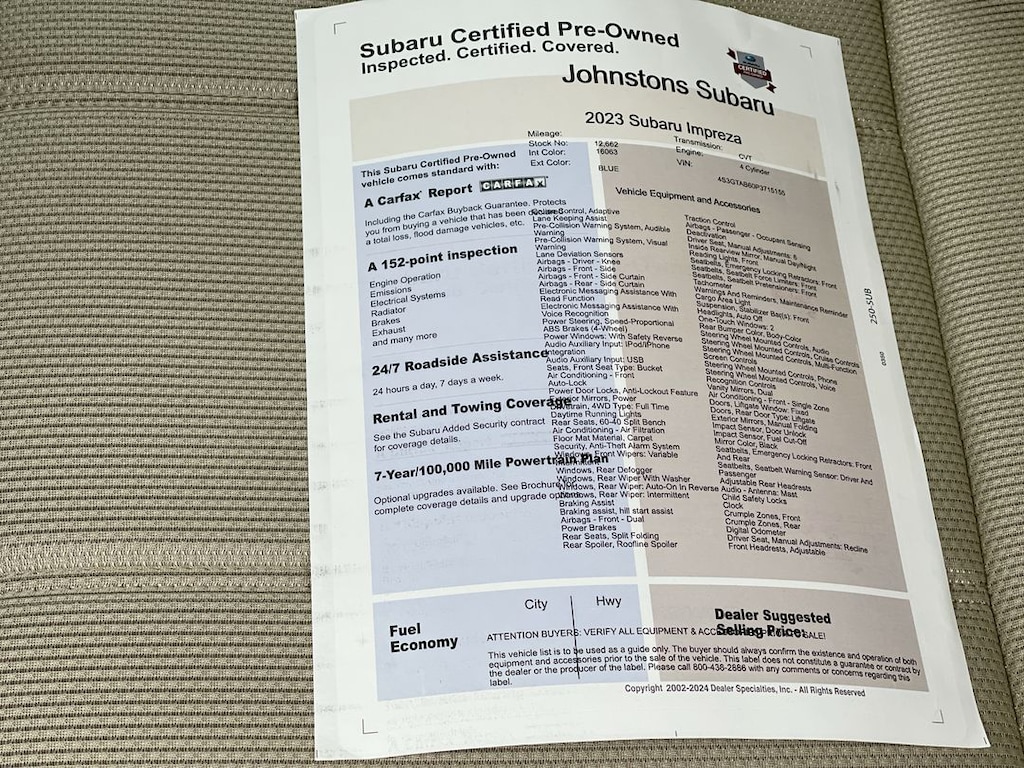 Subaru Certified Pre-Owned
Inspected. Certified. Covered.
CERTIFIED
Johnstons Subaru
2023 Subaru Impreza
Mileage: 12,662
Stock No: 16063
Int Color:
Ext Color: BLUE
Transmission: CVT
Engine: 4 Cylinder
VIN: 4S3GTAB60P3715155
This Subaru Certified Pre-Owned
vehicle comes standard with:
A Carfax Report CARFAX
Including the Carfax Buyback Guarantee. Protects
you from buying a vehicle that has been
a total loss, flood damage vehicles, etc.
A 152-point inspection
Engine Operation
Emissions
Electrical Systems
Radiator
Brakes
Exhaust
and many more
24/7 Roadside Assistance
24 hours a day, 7 days a week.
Rental and Towing Coverage
See the Subaru Added Security contract
for coverage details.
7-Year/100,000 Mile Powertrain Plan
Optional upgrades available. See Brochure for
complete coverage details and upgrade options.
Vehicle Equipment and Accessories
Cruise Control, Adaptive
Lane Keeping Assist
Pre-Collision Warning System, Audible
Warning
Pre-Collision Warning System, Visual
Warning
Lane Deviation Sensors
Airbags - Driver - Knee
Airbags - Front - Side
Airbags - Front - Side Curtain
Airbags - Rear - Side Curtain
Electronic Messaging Assistance With
Read Function
Electronic Messaging Assistance With
Voice Recognition
Power Steering, Speed-Proportional
ABS Brakes (4-Wheel)
Power Windows: With Safety Reverse
Audio Auxiliary Input: IPod/IPhone
Integration
Audio Auxiliary Input: USB
Seats, Front Seat Type: Bucket
Air Conditioning - Front
Auto-Lock
Power Door Locks, Anti-Lockout Feature
Exterior Mirrors, Power
Drivetrain, 4WD Type: Full Time
Daytime Running Lights
Rear Seats, 60-40 Split Bench
Air Conditioning - Air Filtration
Floor Mat Material, Carpet
Security, Anti-Theft Alarm System
Windows, Front Wipers: Variable
Windows, Rear Defogger
Windows, Rear Wiper With Washer
Windows, Rear Wiper: Auto-On In Reverse
Windows, Rear Wiper: Intermittent
Braking Assist
Braking assist, hill start assist
Airbags - Front - Dual
Power Brakes
Rear Seats, Split Folding
Rear Spoiler, Roofline Spoiler
Traction Control
Airbags - Passenger - Occupant Sensing
Deactivation
Driver Seat, Manual Adjustments: 6
Inside Rearview Mirror, Manual Day/Night
Reading Lights, Front
Seatbelts, Emergency Locking Retractors: Front
Seatbelts, Seatbelt Force Limiters: Front
Seatbelts, Seatbelt Pretensioners: Front
Tachometer
Warnings And Reminders, Maintenance Reminder
Cargo Area Light
Suspension, Stabilizer Bar(s): Front
Headlights, Auto Off
One-Touch Windows: 2
Rear Bumper Color, Body-Color
Steering Wheel Mounted Controls, Audio
Steering Wheel Mounted Controls, Cruise Controls
Steering Wheel Mounted Controls, Multi-Function
Screen Controls
Steering Wheel Mounted Controls, Phone
Steering Wheel Mounted Controls, Voice
Recognition Controls
Vanity Mirrors, Dual
Air Conditioning - Front - Single Zone
Doors, Liftgate Window: Fixed
Doors, Rear Door Type: Liftgate
Exterior Mirrors, Manual Folding
Impact Sensor, Door Unlock
Impact Sensor, Fuel Cut-Off
Mirror Color, Black
Seatbelts, Emergency Locking Retractors: Front
And Rear
Seatbelts, Seatbelt Warning Sensor: Driver And
Passenger
Adjustable Rear Headrests
Audio - Antenna: Mast
Child Safety Locks
Clock
Crumple Zones, Front
Crumple Zones, Rear
Digital Odometer
Driver Seat, Manual Adjustments: Recline
Front Headrests, Adjustable
250-SUB
0390
Fuel
Economy
City Hwy
Dealer Suggested
Selling Price:
ATTENTION BUYERS: VERIFY ALL EQUIPMENT & SALE!
This vehicle list is to be used as a guide only. The buyer should always confirm the existence and operation of both
equipment and accessories prior to the sale of the vehicle. This label does not constitute a guarantee or contract by
the dealer or the producer of the label. Please call 800-438-2886 with any comments or concerns regarding this
label.
Copyright 2002-2024 Dealer Specialties, Inc. - All Rights Reserved